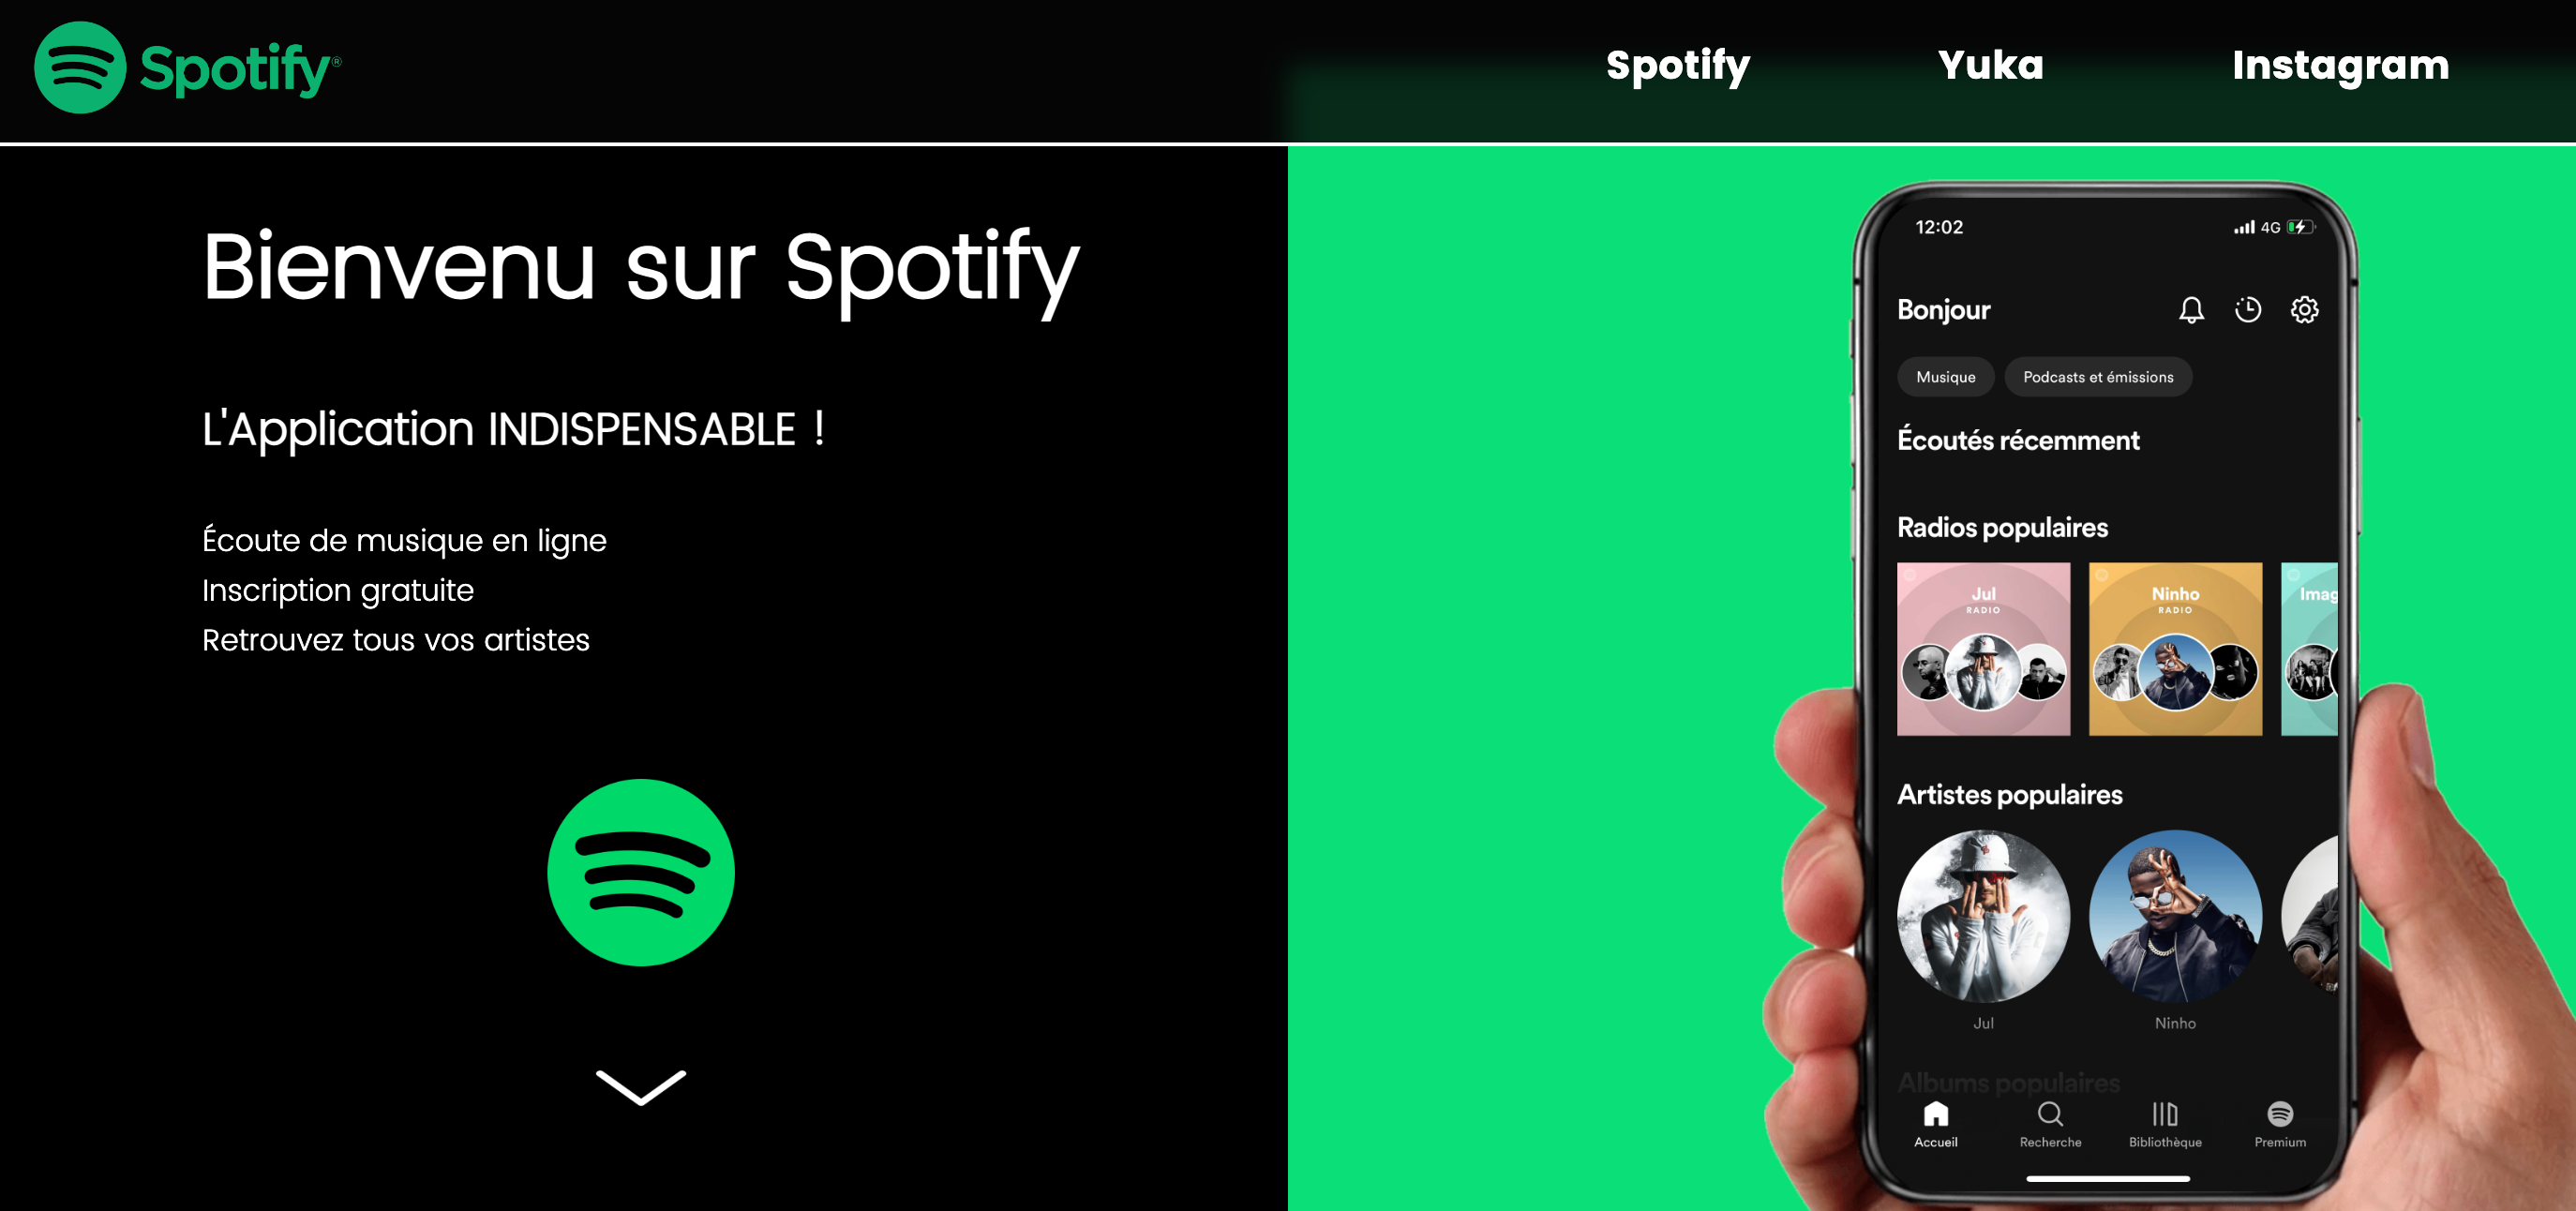 Spotify®
Spotify Yuka Instagram
Bienvenu sur Spotify
L'Application INDISPENSABLE !
Écoute de musique en ligne
Inscription gratuite
Retrouvez tous vos artistes
12:02 4G
Bonjour
Musique Podcasts et émissions
Écoutés récemment
Radios populaires
Jul Ninho Imag
RADIO RADIO
Artistes populaires
Jul Ninho
Albums populaires
Accueil Recherche Bibliothèque Premium